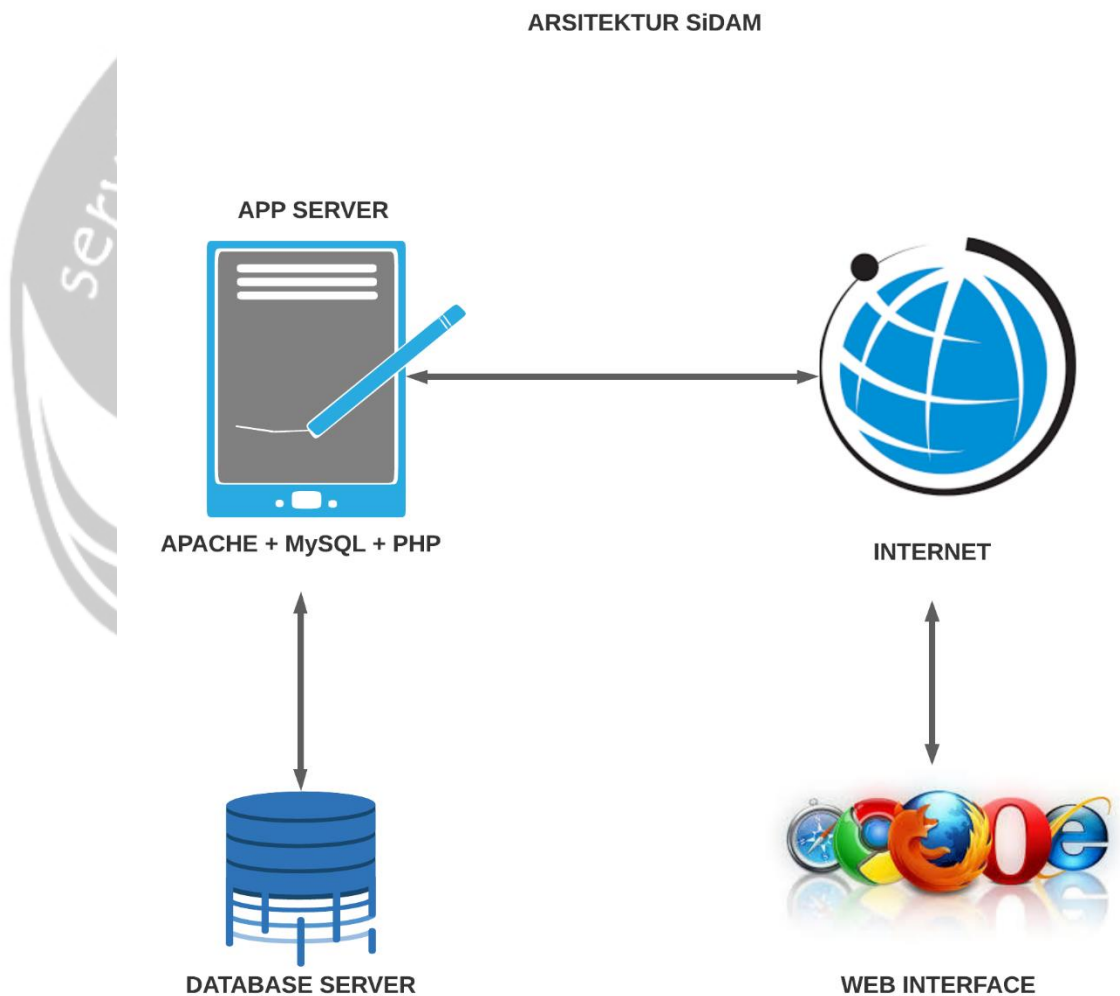 ARSITEKTUR SiDAM
APP SERVER
APACHE + MySQL + PHP
INTERNET
DATABASE SERVER
WEB INTERFACE